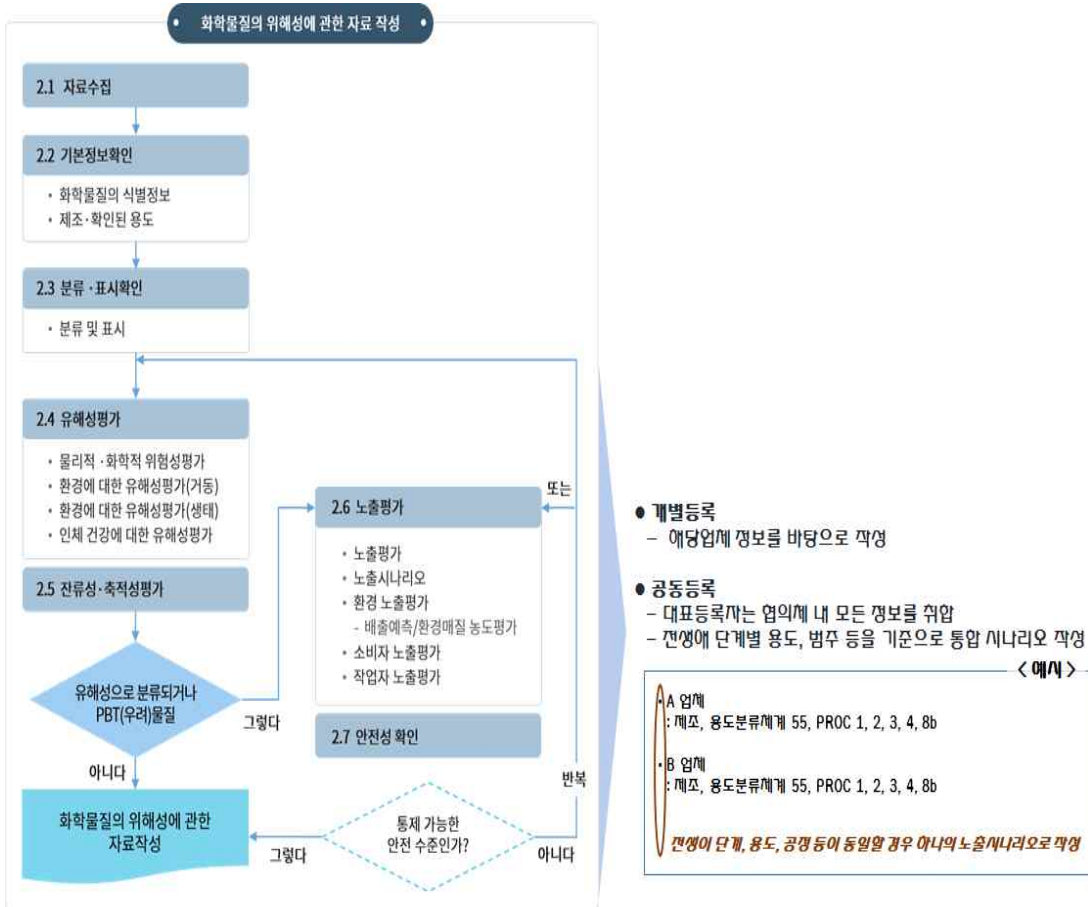 화학물질의 위해성에 관한 자료 작성
2.1 자료수집
2.2 기본정보확인
• 화학물질의 식별정보
• 제조·확인된 용도
2.3 분류·표시확인
• 분류 및 표시
2.4 유해성평가
• 물리적·화학적 위험성평가
• 환경에 대한 유해성평가(거동)
• 환경에 대한 유해성평가(생태)
• 인체 건강에 대한 유해성평가
2.5 잔류성·축적성평가
유해성으로 분류되거나
PBT(우려)물질
그렇다
아니다
화학물질의 위해성에 관한
자료작성
2.6 노출평가
• 노출평가
• 노출시나리오
• 환경 노출평가
- 배출예측/환경매질 농도평가
• 소비자 노출평가
• 작업자 노출평가
2.7 안전성 확인
통제 가능한
안전 수준인가?
그렇다
아니다
반복
또는
● 개별등록
– 해당업체 정보를 바탕으로 작성
● 공동등록
– 대표등록자는 협의체 내 모든 정보를 취합
– 전생애 단계별 용도, 범주 등을 기준으로 통합 시나리오 작성
< 예시 >
• A 업체
: 제조, 용도분류체계 55, PROC 1, 2, 3, 4, 8b
• B 업체
: 제조, 용도분류체계 55, PROC 1, 2, 3, 4, 8b
전생애 단계, 용도, 공정 등이 동일할 경우 하나의 노출시나리오로 작성